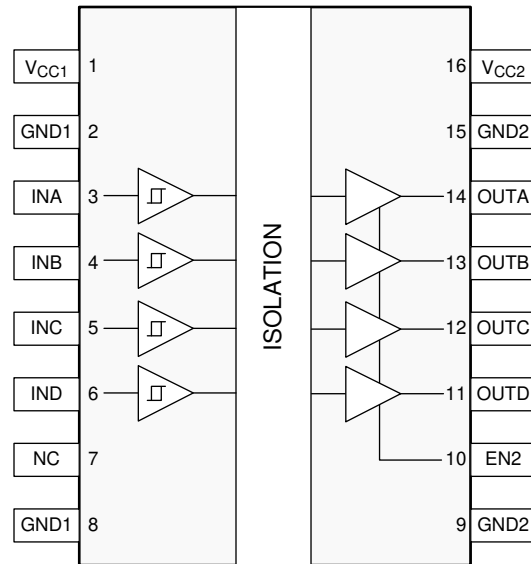 VCC1 1 16 VCC2
GND1 2 15 GND2
INA 3 14 OUTA
INB 4 13 OUTB
INC 5 12 OUTC
IND 6 11 OUTD
NC 7 10 EN2
GND1 8 9 GND2
ISOLATION